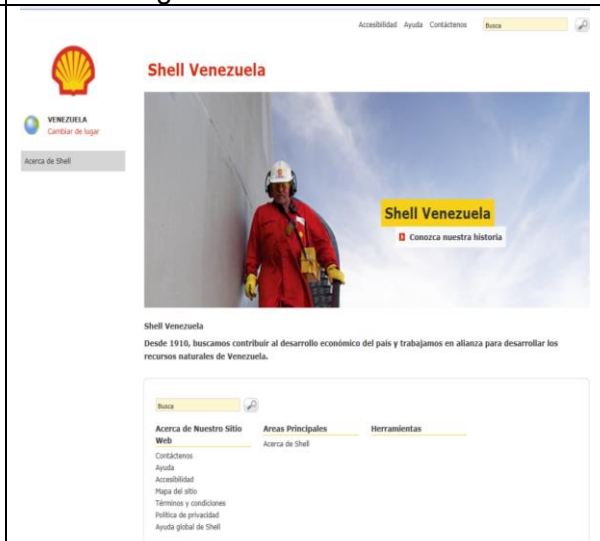 Accesibilidad Ayuda Contáctenos Busca
Shell Venezuela
VENEZUELA
Cambiar de lugar
Acerca de Shell
Shell Venezuela
Conozca nuestra historia
Shell Venezuela
Desde 1910, buscamos contribuir al desarrollo económico del país y trabajamos en alianza para desarrollar los
recursos naturales de Venezuela.
Busca
Acerca de Nuestro Sitio
Web
Contáctenos
Ayuda
Accesibilidad
Mapa del sitio
Términos y condiciones
Política de privacidad
Ayuda global de Shell
Areas Principales
Acerca de Shell
Herramientas